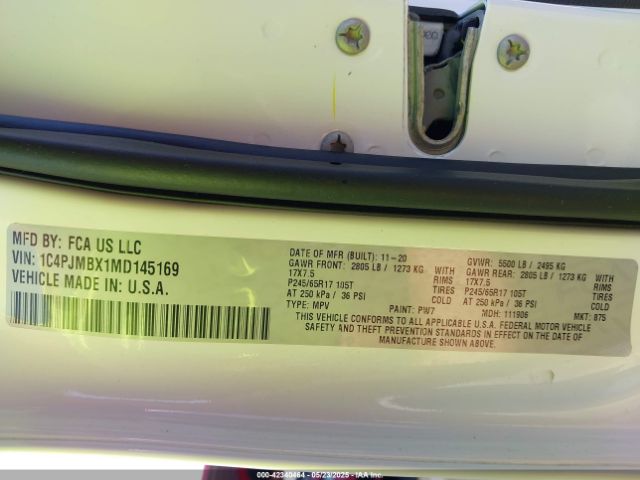 MFD BY: FCA US LLC
VIN: 1C4PJMBX1MD145169
VEHICLE MADE IN: U.S.A.
DATE OF MFR (BUILT): 11-20
GAWR FRONT: 2805 LB / 1273 KG WITH
17X7.5 RIMS
P245/65R17 105T TIRES
AT 250 kPa / 36 PSI COLD
TYPE: MPV PAINT: PW7
GVWR: 5500 LB / 2495 KG
GAWR REAR: 2805 LB / 1273 KG WITH
17X7.5 RIMS
P245/65R17 105T TIRES
AT 250 kPa / 36 PSI COLD
MDH: 111906 MKT: 875
THIS VEHICLE CONFORMS TO ALL APPLICABLE U.S.A. FEDERAL MOTOR VEHICLE
SAFETY AND THEFT PREVENTION STANDARDS IN EFFECT ON THE DATE OF
MANUFACTURE SHOWN ABOVE.
000-42340464 - 05/23/2025 - IAA Inc.